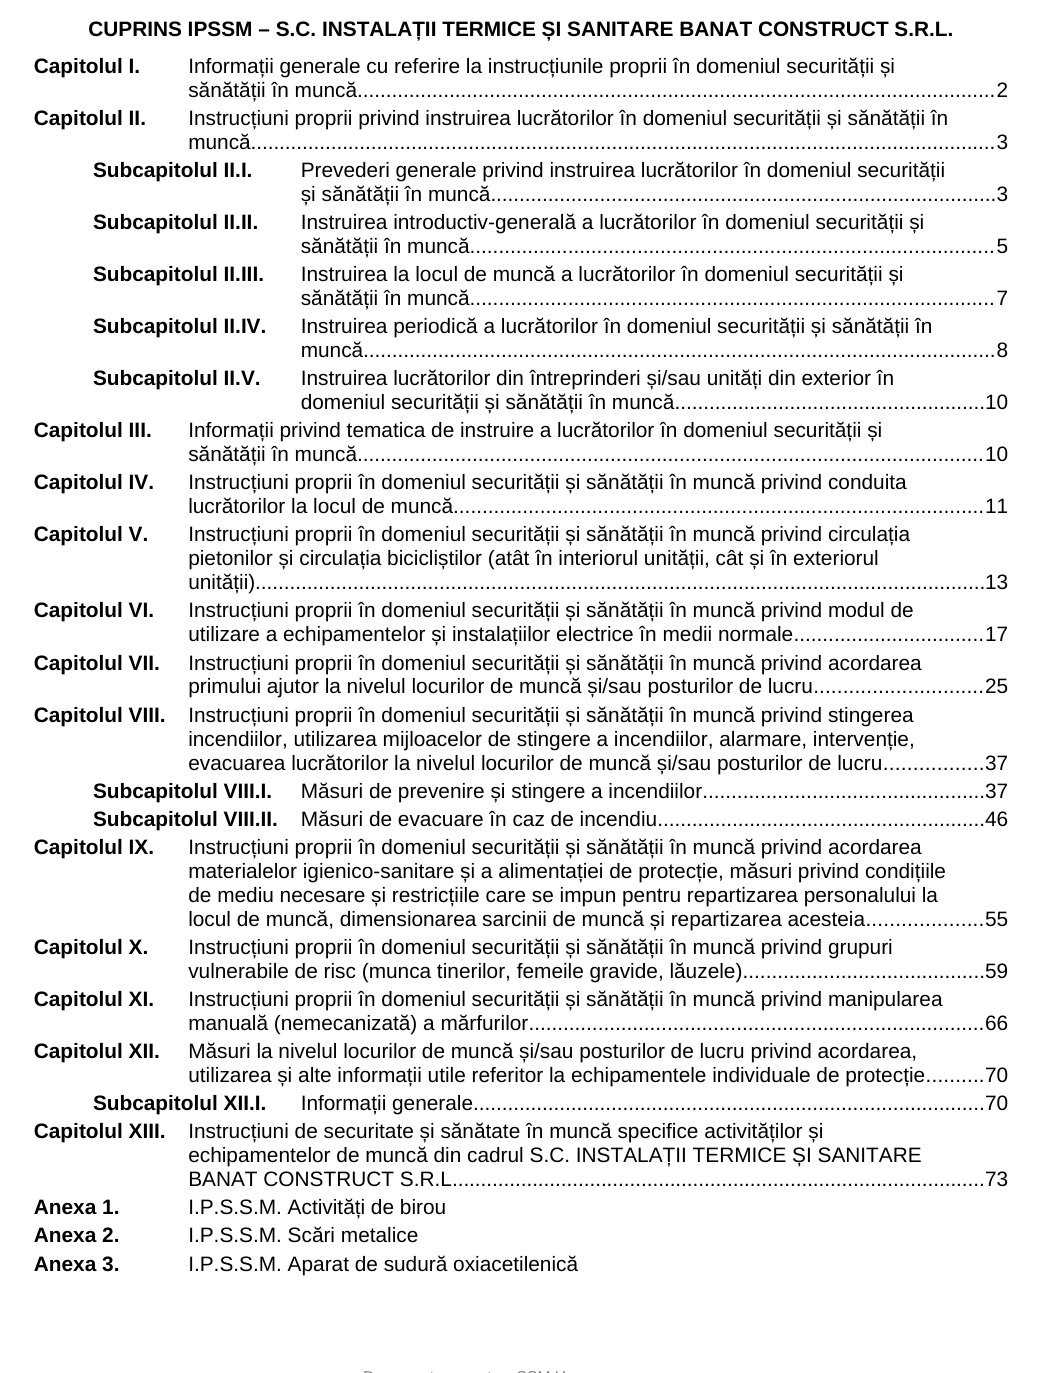 CUPRINS IPSSM – S.C. INSTALAȚII TERMICE ȘI SANITARE BANAT CONSTRUCT S.R.L.
Capitolul I. Informații generale cu referire la instrucțiunile proprii în domeniul securității și
sănătății în muncă.....2
Capitolul II. Instrucțiuni proprii privind instruirea lucrătorilor în domeniul securității și sănătății în
muncă.....3
Subcapitolul II.I. Prevederi generale privind instruirea lucrătorilor în domeniul securității
și sănătății în muncă.....3
Subcapitolul II.II. Instruirea introductiv-generală a lucrătorilor în domeniul securității și
sănătății în muncă.....5
Subcapitolul II.III. Instruirea la locul de muncă a lucrătorilor în domeniul securității și
sănătății în muncă.....7
Subcapitolul II.IV. Instruirea periodică a lucrătorilor în domeniul securității și sănătății în
muncă.....8
Subcapitolul II.V. Instruirea lucrătorilor din întreprinderi și/sau unități din exterior în
domeniul securității și sănătății în muncă.....10
Capitolul III. Informații privind tematica de instruire a lucrătorilor în domeniul securității și
sănătății în muncă.....10
Capitolul IV. Instrucțiuni proprii în domeniul securității și sănătății în muncă privind conduita
lucrătorilor la locul de muncă.....11
Capitolul V. Instrucțiuni proprii în domeniul securității și sănătății în muncă privind circulația
pietonilor și circulația bicicliștilor (atât în interiorul unității, cât și în exteriorul
unității).....13
Capitolul VI. Instrucțiuni proprii în domeniul securității și sănătății în muncă privind modul de
utilizare a echipamentelor și instalațiilor electrice în medii normale.....17
Capitolul VII. Instrucțiuni proprii în domeniul securității și sănătății în muncă privind acordarea
primului ajutor la nivelul locurilor de muncă și/sau posturilor de lucru.....25
Capitolul VIII. Instrucțiuni proprii în domeniul securității și sănătății în muncă privind stingerea
incendiilor, utilizarea mijloacelor de stingere a incendiilor, alarmare, intervenție,
evacuarea lucrătorilor la nivelul locurilor de muncă și/sau posturilor de lucru.....37
Subcapitolul VIII.I. Măsuri de prevenire și stingere a incendiilor.....37
Subcapitolul VIII.II. Măsuri de evacuare în caz de incendiu.....46
Capitolul IX. Instrucțiuni proprii în domeniul securității și sănătății în muncă privind acordarea
materialelor igienico-sanitare și a alimentației de protecție, măsuri privind condițiile
de mediu necesare și restricțiile care se impun pentru repartizarea personalului la
locul de muncă, dimensionarea sarcinii de muncă și repartizarea acesteia.....55
Capitolul X. Instrucțiuni proprii în domeniul securității și sănătății în muncă privind grupuri
vulnerabile de risc (munca tinerilor, femeile gravide, lăuzele).....59
Capitolul XI. Instrucțiuni proprii în domeniul securității și sănătății în muncă privind manipularea
manuală (nemecanizată) a mărfurilor.....66
Capitolul XII. Măsuri la nivelul locurilor de muncă și/sau posturilor de lucru privind acordarea,
utilizarea și alte informații utile referitor la echipamentele individuale de protecție.....70
Subcapitolul XII.I. Informații generale.....70
Capitolul XIII. Instrucțiuni de securitate și sănătate în muncă specifice activităților și
echipamentelor de muncă din cadrul S.C. INSTALAȚII TERMICE ȘI SANITARE
BANAT CONSTRUCT S.R.L.....73
Anexa 1. I.P.S.S.M. Activități de birou
Anexa 2. I.P.S.S.M. Scări metalice
Anexa 3. I.P.S.S.M. Aparat de sudură oxiacetilenică